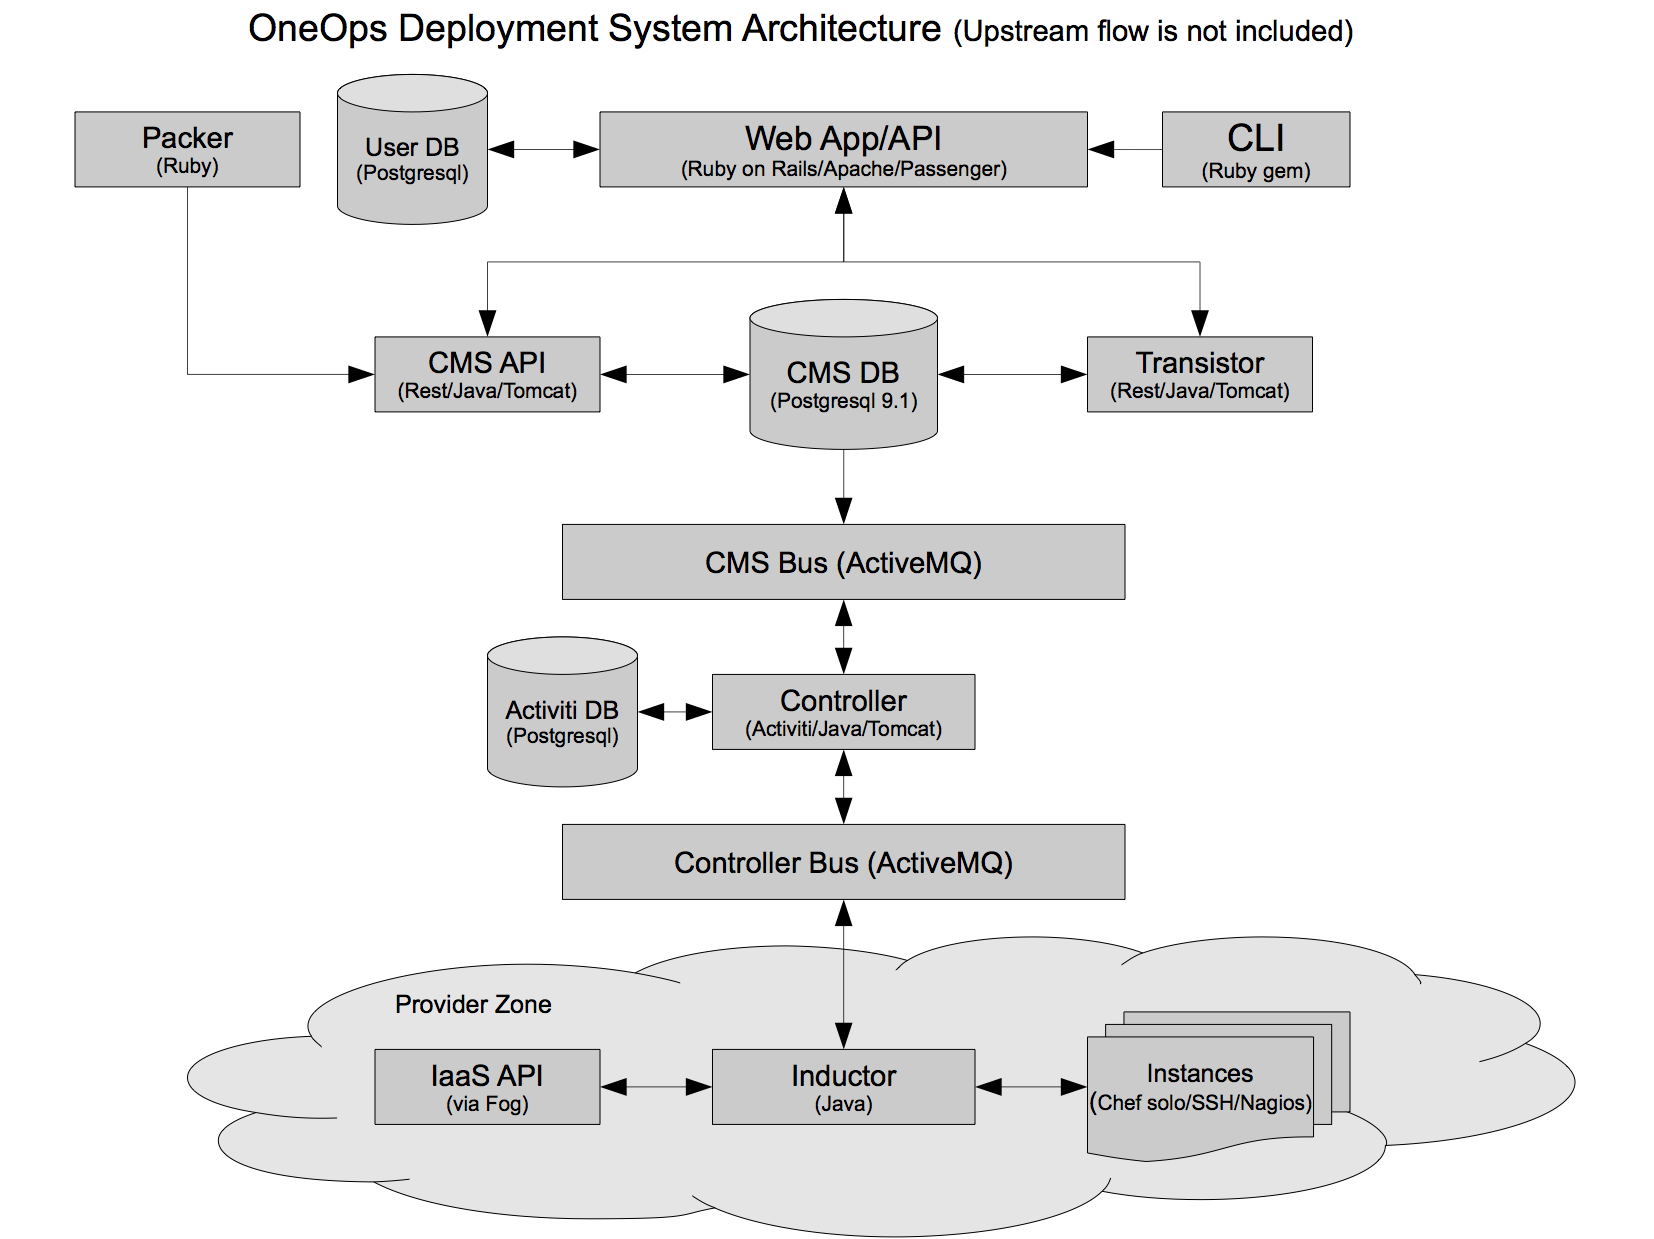 OneOps Deployment System Architecture (Upstream flow is not included)
Packer
(Ruby)
User DB
(Postgresql)
Web App/API
(Ruby on Rails/Apache/Passenger)
CLI
(Ruby gem)
CMS API
(Rest/Java/Tomcat)
CMS DB
(Postgresql 9.1)
Transistor
(Rest/Java/Tomcat)
CMS Bus (ActiveMQ)
Activiti DB
(Postgresql)
Controller
(Activiti/Java/Tomcat)
Controller Bus (ActiveMQ)
Provider Zone
IaaS API
(via Fog)
Inductor
(Java)
Instances
(Chef solo/SSH/Nagios)